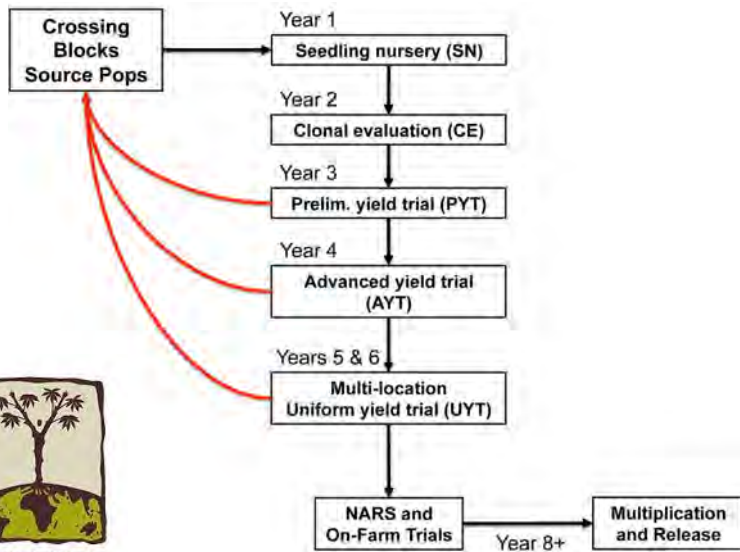 Crossing
Blocks
Source Pops
Year 1
Seedling nursery (SN)
Year 2
Clonal evaluation (CE)
Year 3
Prelim. yield trial (PYT)
Year 4
Advanced yield trial
(AYT)
Years 5 & 6
Multi-location
Uniform yield trial (UYT)
NARS and
On-Farm Trials
Year 8+
Multiplication
and Release